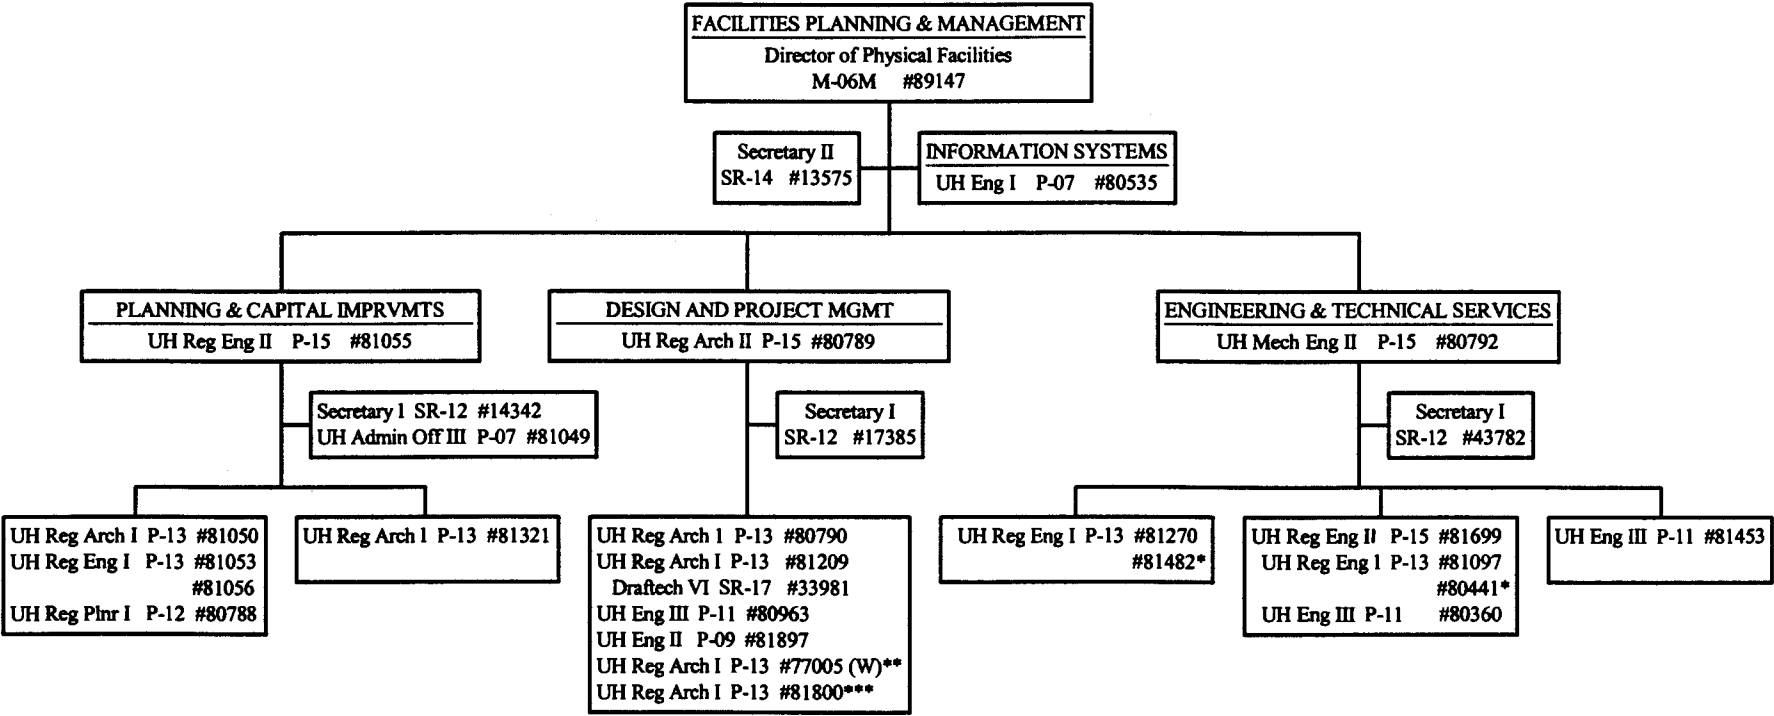 FACILITIES PLANNING & MANAGEMENT
Director of Physical Facilities
M-06M #89147
Secretary II
SR-14 #13575
INFORMATION SYSTEMS
UH Eng I P-07 #80535
PLANNING & CAPITAL IMPRVMTS
UH Reg Eng II P-15 #81055
DESIGN AND PROJECT MGMT
UH Reg Arch II P-15 #80789
ENGINEERING & TECHNICAL SERVICES
UH Mech Eng II P-15 #80792
Secretary 1 SR-12 #14342
UH Admin Off III P-07 #81049
Secretary I
SR-12 #17385
Secretary I
SR-12 #43782
UH Reg Arch I P-13 #81050
UH Reg Eng I P-13 #81053
#81056
UH Reg Plnr I P-12 #80788
UH Reg Arch 1 P-13 #81321
UH Reg Arch 1 P-13 #80790
UH Reg Arch I P-13 #81209
Draftech VI SR-17 #33981
UH Eng III P-11 #80963
UH Eng II P-09 #81897
UH Reg Arch I P-13 #77005 (W)**
UH Reg Arch I P-13 #81800***
UH Reg Eng I P-13 #81270
#81482*
UH Reg Eng II P-15 #81699
UH Reg Eng 1 P-13 #81097
#80441*
UH Eng III P-11 #80360
UH Eng III P-11 #81453